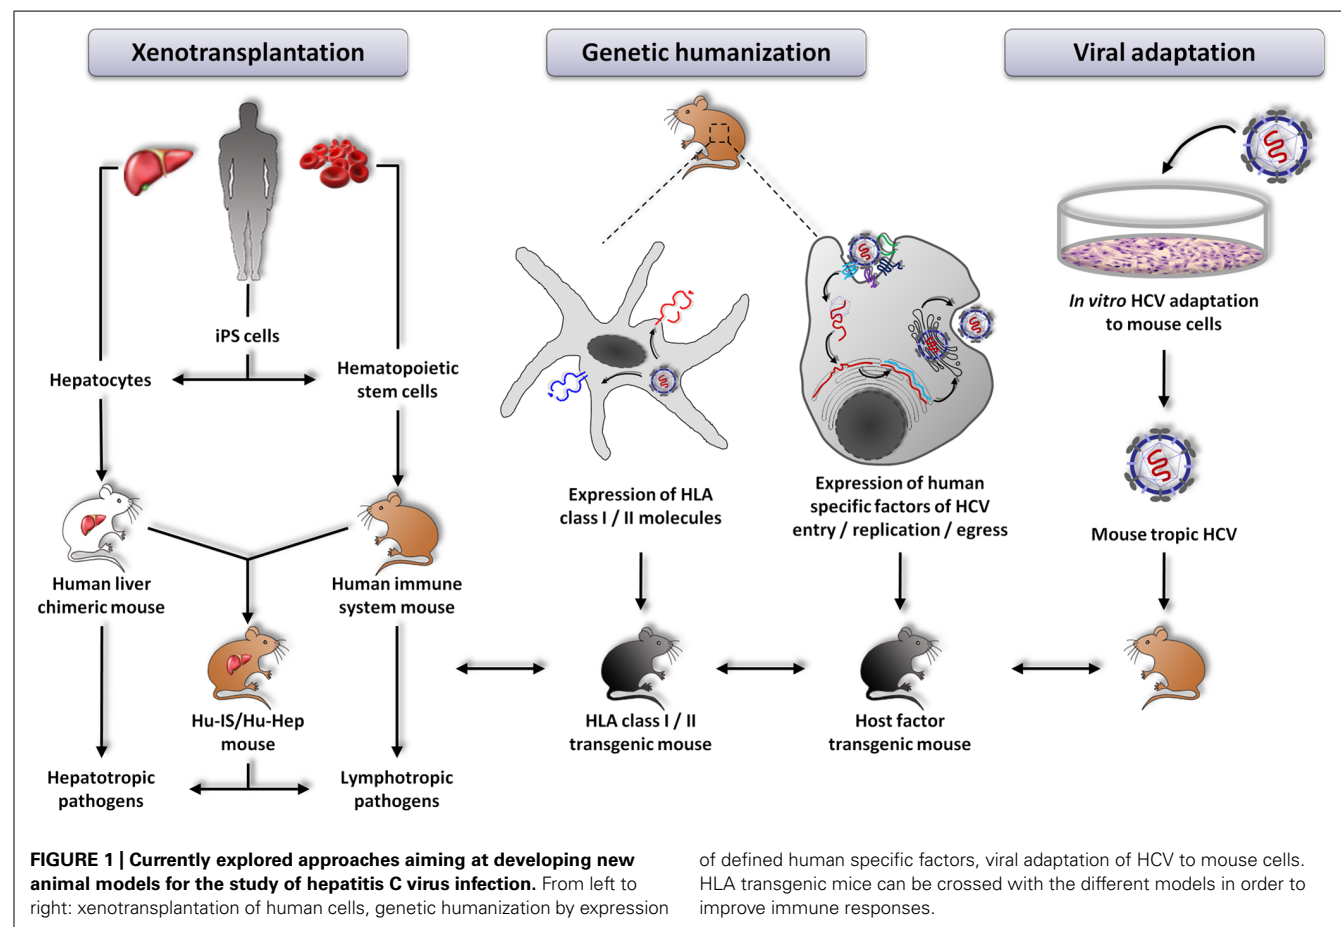 Xenotransplantation
Genetic humanization
Viral adaptation
iPS cells
Hepatocytes
Hematopoietic
stem cells
Human liver
chimeric mouse
Human immune
system mouse
Hu-IS/Hu-Hep
mouse
Hepatotropic
pathogens
Lymphotropic
pathogens
Expression of HLA
class I / II molecules
Expression of human
specific factors of HCV
entry / replication / egress
HLA class I / II
transgenic mouse
Host factor
transgenic mouse
In vitro HCV adaptation
to mouse cells
Mouse tropic HCV
FIGURE 1 | Currently explored approaches aiming at developing new
animal models for the study of hepatitis C virus infection. From left to
right: xenotransplantation of human cells, genetic humanization by expression
of defined human specific factors, viral adaptation of HCV to mouse cells.
HLA transgenic mice can be crossed with the different models in order to
improve immune responses.